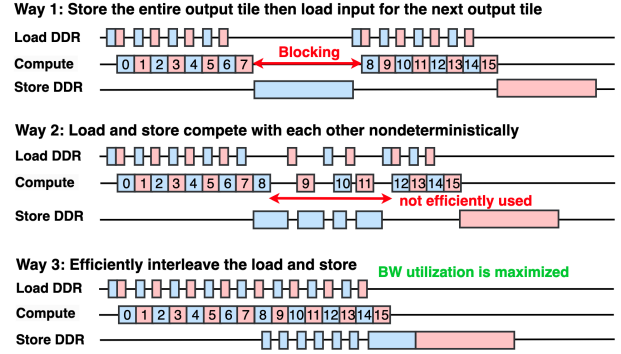 Way 1: Store the entire output tile then load input for the next output tile
Load DDR
Blocking
Compute 0 1 2 3 4 5 6 7 8 9 10 11 12 13 14 15
Store DDR
Way 2: Load and store compete with each other nondeterministically
Load DDR
Compute 0 1 2 3 4 5 6 7 8 9 10 11 12 13 14 15
not efficiently used
Store DDR
Way 3: Efficiently interleave the load and store
BW utilization is maximized
Load DDR
Compute 0 1 2 3 4 5 6 7 8 9 10 11 12 13 14 15
Store DDR